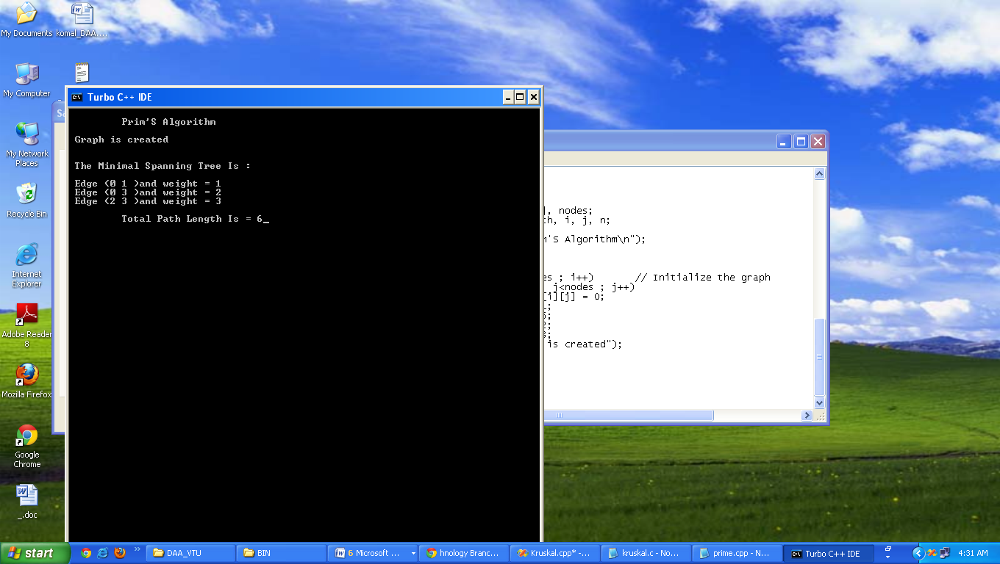 My Documents
komal_DAA....
My Computer
My Network
Places
Recycle Bin
Internet
Explorer
Adobe Reader
8
Mozilla Firefox
Google
Chrome
_.doc
Turbo C++ IDE
Prim'S Algorithm
Graph is created
The Minimal Spanning Tree Is :
Edge (0 1 )and weight = 1
Edge (0 3 )and weight = 2
Edge (2 3 )and weight = 3
Total Path Length Is = 6_
], nodes;
th, i, j, n;
m'S Algorithm\n");
es ; i++) // Initialize the graph
j<nodes ; j++)
[i][j] = 0;
is created");
start
DAA_VTU
BIN
6 Microsoft ...
hnology Branc...
Kruskal.cpp* -...
kruskal.c - No...
prime.cpp - N...
Turbo C++ IDE
4:31 AM